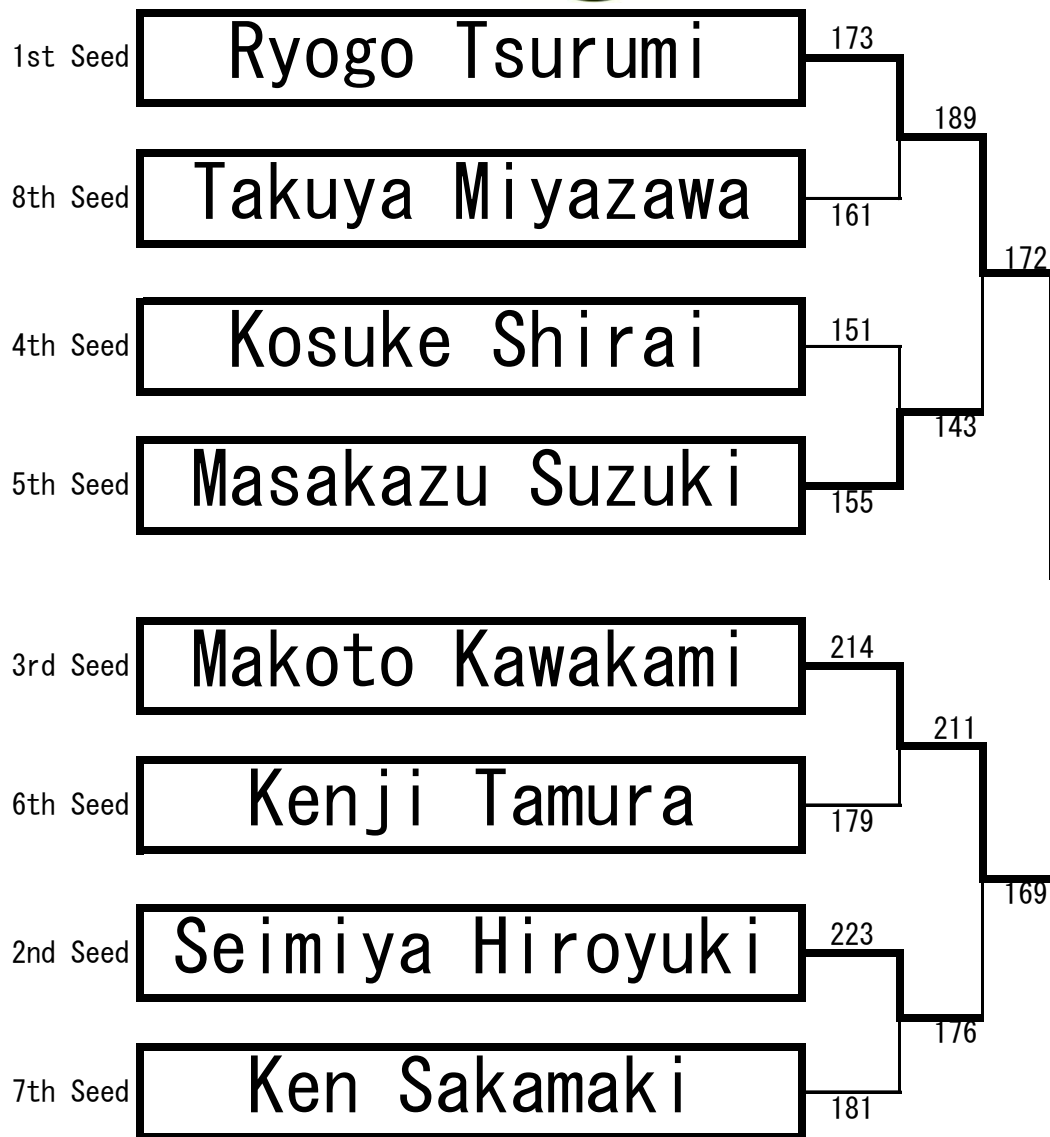 173
1st Seed Ryogo Tsurumi
189
8th Seed Takuya Miyazawa
161
172
151
4th Seed Kosuke Shirai
143
5th Seed Masakazu Suzuki
155
214
3rd Seed Makoto Kawakami
211
6th Seed Kenji Tamura
179
169
223
2nd Seed Seimiya Hiroyuki
176
7th Seed Ken Sakamaki
181